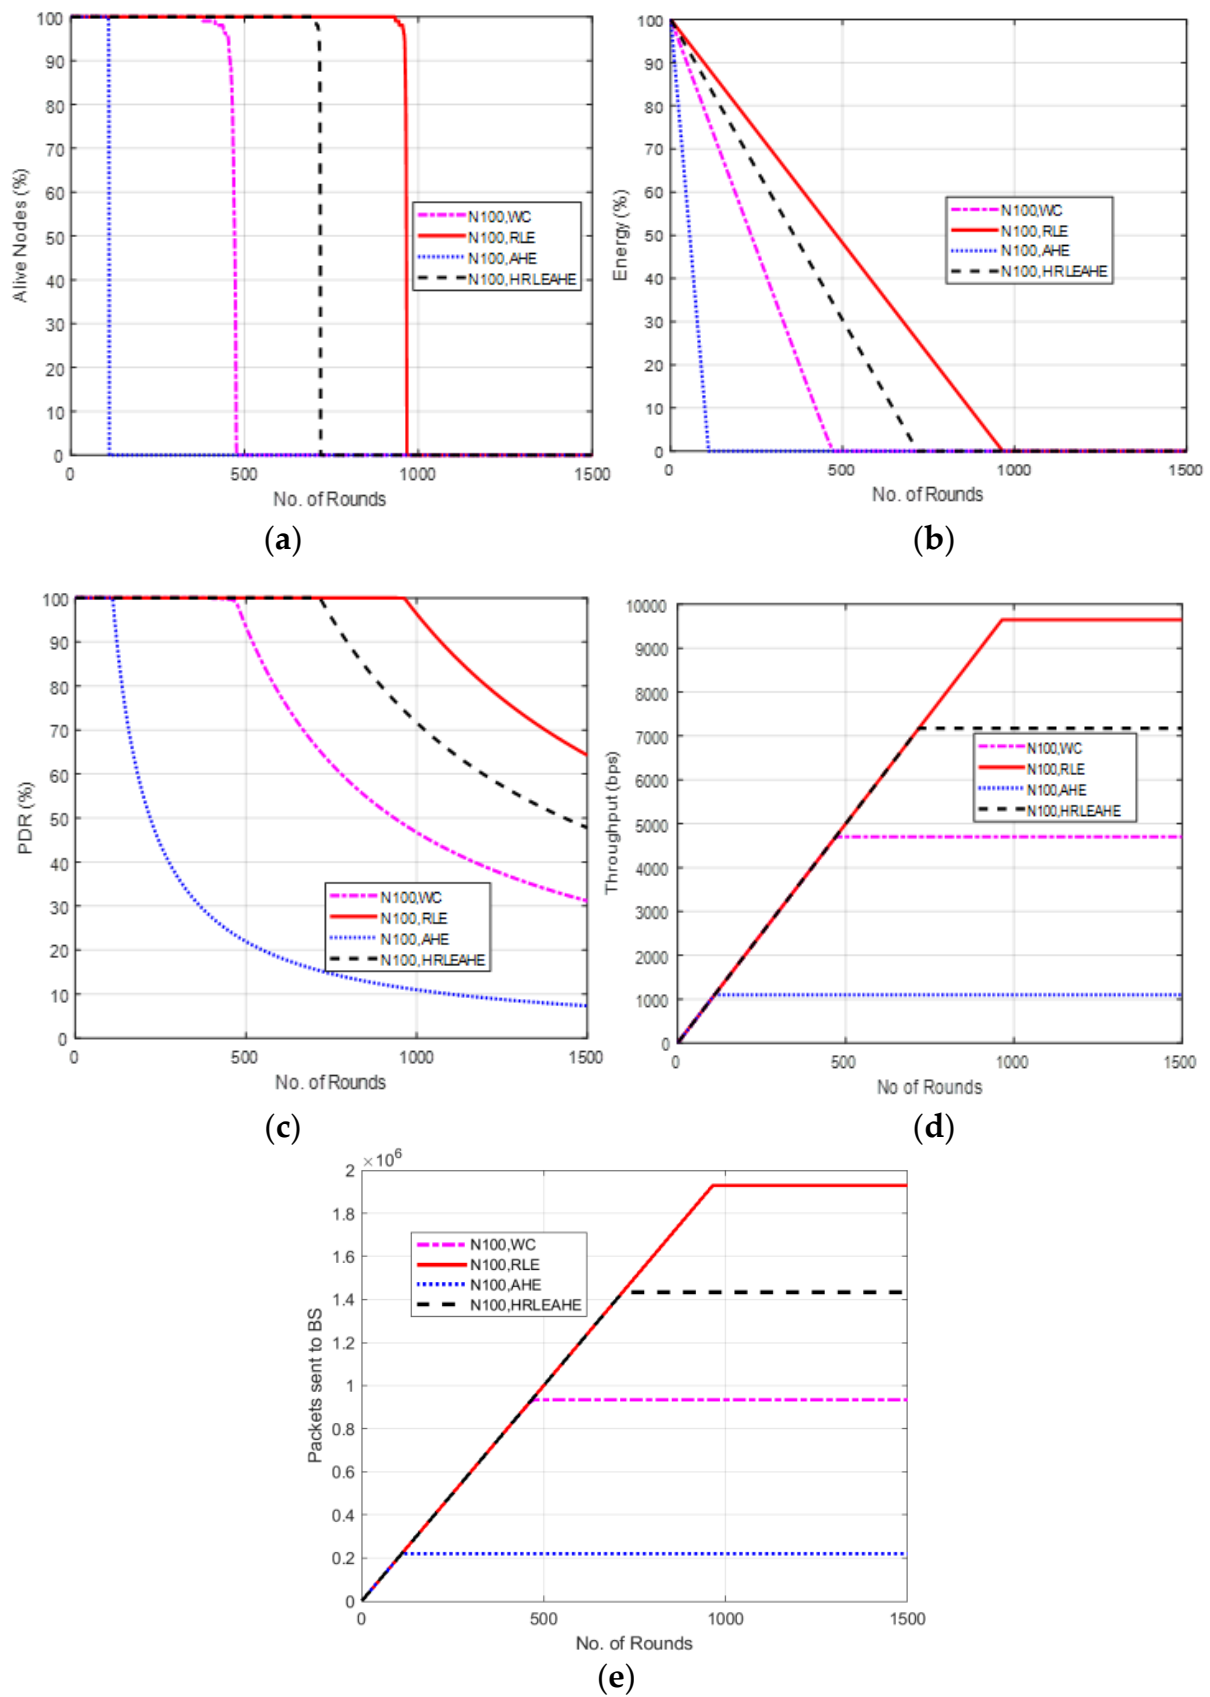 100
90
80
70
60
50
40
30
20
10
0
Alive Nodes (%)
N100,WC
N100,RLE
N100,AHE
N100,HRLEAHE
0 500 1000 1500
No. of Rounds
(a)
100
90
80
70
60
50
40
30
20
10
0
Energy (%)
N100,WC
N100,RLE
N100,AHE
N100,HRLEAHE
0 500 1000 1500
No. of Rounds
(b)
100
90
80
70
60
50
40
30
20
10
0
PDR (%)
N100,WC
N100,RLE
N100,AHE
N100,HRLEAHE
0 500 1000 1500
No. of Rounds
(c)
10000
9000
8000
7000
6000
5000
4000
3000
2000
1000
0
Throughput (bps)
N100,WC
N100,RLE
N100,AHE
N100,HRLEAHE
0 500 1000 1500
No of Rounds
(d)
×10⁶
2
1.8
1.6
1.4
1.2
1
0.8
0.6
0.4
0.2
0
Packets sent to BS
N100,WC
N100,RLE
N100,AHE
N100,HRLEAHE
0 500 1000 1500
No. of Rounds
(e)